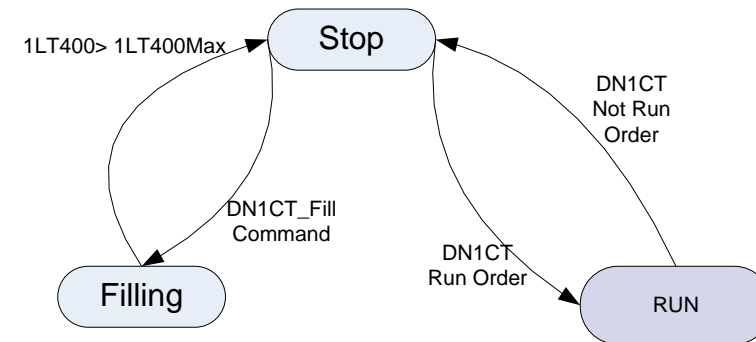 Stop
1LT400> 1LT400Max
DN1CT
Not Run
Order
DN1CT_Fill
Command
DN1CT
Run Order
Filling
RUN